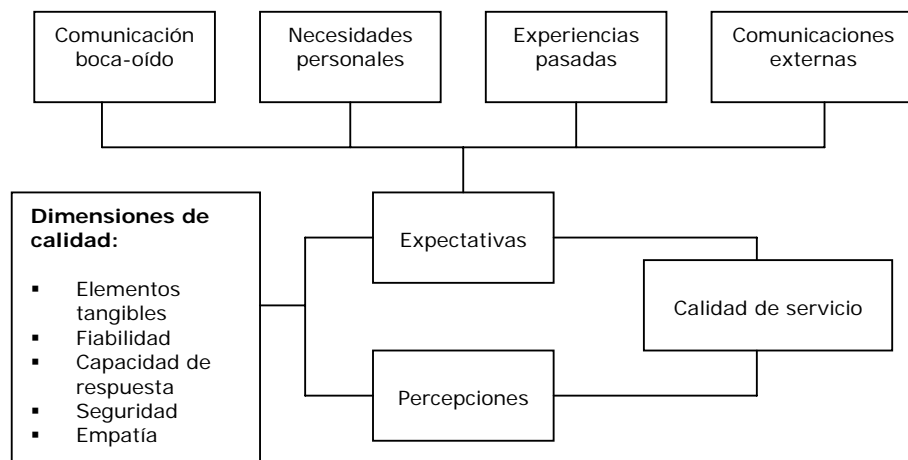 Comunicación
boca-oído
Necesidades
personales
Experiencias
pasadas
Comunicaciones
externas
Dimensiones de
calidad:
▪ Elementos
tangibles
▪ Fiabilidad
▪ Capacidad de
respuesta
▪ Seguridad
▪ Empatía
Expectativas
Percepciones
Calidad de servicio